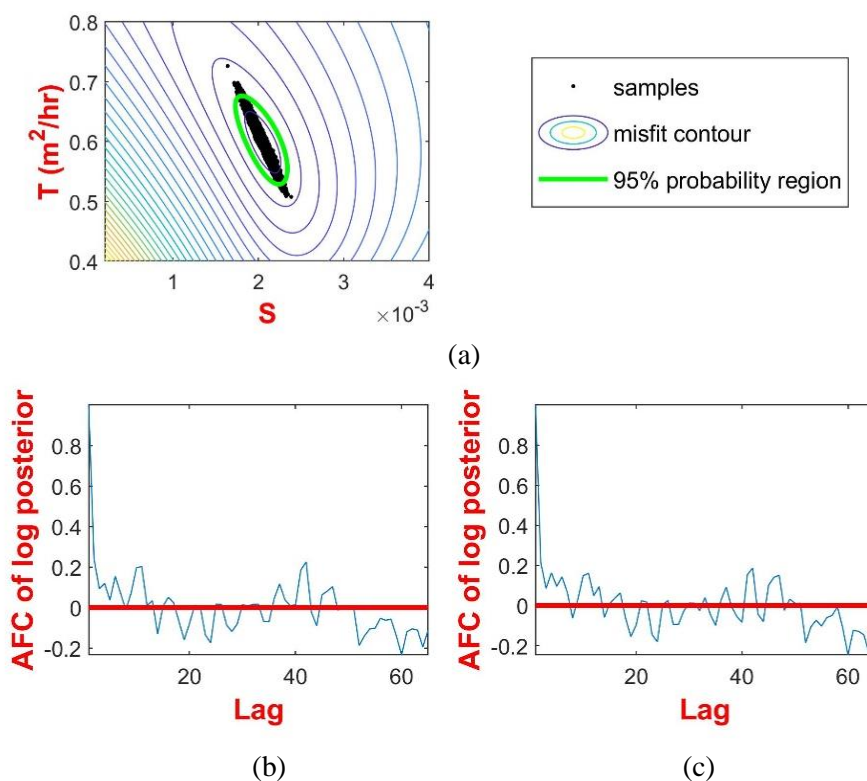 0.8
0.7
0.6
0.5
0.4
T (m²/hr)
1 2 3 4
×10⁻³
S
samples
misfit contour
95% probability region
(a)
0.8
0.6
0.4
0.2
0
-0.2
AFC of log posterior
20 40 60
Lag
(b)
0.8
0.6
0.4
0.2
0
-0.2
AFC of log posterior
20 40 60
Lag
(c)